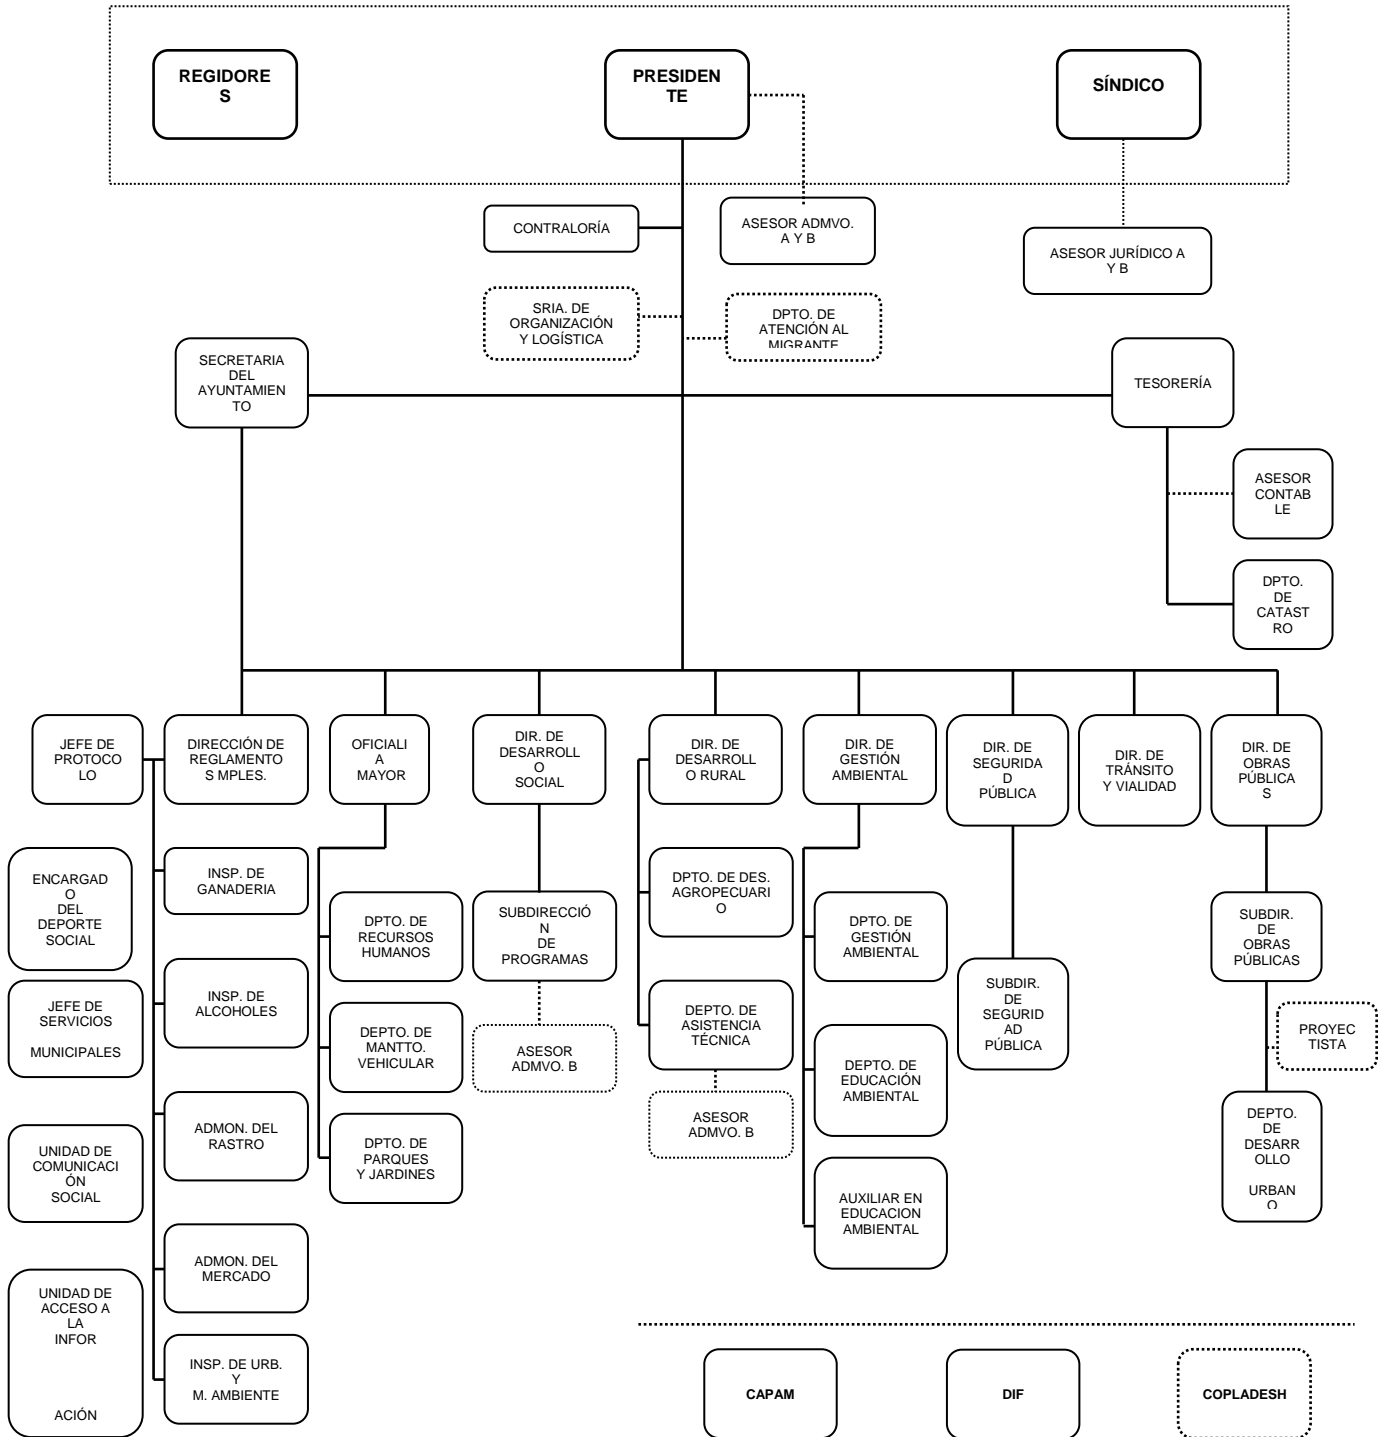 REGIDORE
S
PRESIDEN
TE
SÍNDICO
CONTRALORÍA
ASESOR ADMVO.
A Y B
ASESOR JURÍDICO A
Y B
SRIA. DE
ORGANIZACIÓN
Y LOGÍSTICA
DPTO. DE
ATENCIÓN AL
MIGRANTE
SECRETARIA
DEL
AYUNTAMIEN
TO
TESORERÍA
ASESOR
CONTAB
LE
DPTO.
DE
CATAST
RO
JEFE DE
PROTOCO
LO
DIRECCIÓN DE
REGLAMENTO
S MPLES.
OFICIALI
A
MAYOR
DIR. DE
DESARROLL
O
SOCIAL
DIR. DE
DESARROLL
O RURAL
DIR. DE
GESTIÓN
AMBIENTAL
DIR. DE
SEGURIDA
D
PÚBLICA
DIR. DE
TRÁNSITO
Y VIALIDAD
DIR. DE
OBRAS
PÚBLICA
S
ENCARGAD
O
DEL
DEPORTE
SOCIAL
INSP. DE
GANADERIA
DPTO. DE
RECURSOS
HUMANOS
SUBDIRECCIÓ
N
DE
PROGRAMAS
DPTO. DE DES.
AGROPECUARI
O
DPTO. DE
GESTIÓN
AMBIENTAL
SUBDIR.
DE
OBRAS
PÚBLICAS
JEFE DE
SERVICIOS
MUNICIPALES
INSP. DE
ALCOHOLES
DEPTO. DE
MANTTO.
VEHICULAR
ASESOR
ADMVO. B
DEPTO. DE
ASISTENCIA
TÉCNICA
DEPTO. DE
EDUCACIÓN
AMBIENTAL
SUBDIR.
DE
SEGURID
AD
PÚBLICA
PROYEC
TISTA
UNIDAD DE
COMUNICACI
ÓN
SOCIAL
ADMON. DEL
RASTRO
DPTO. DE
PARQUES
Y JARDINES
ASESOR
ADMVO. B
AUXILIAR EN
EDUCACION
AMBIENTAL
DEPTO.
DE
DESARR
OLLO
URBAN
O
UNIDAD DE
ACCESO A
LA
INFOR
ACIÓN
ADMON. DEL
MERCADO
INSP. DE URB.
Y
M. AMBIENTE
CAPAM
DIF
COPLADESH